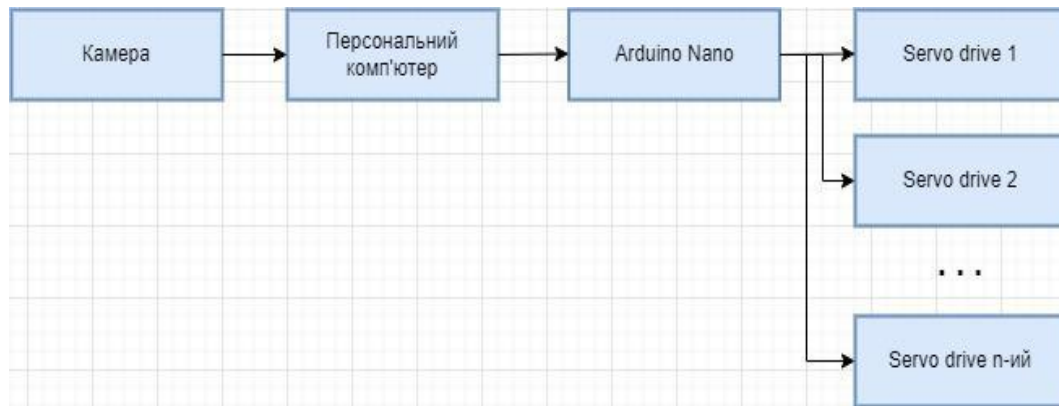 Камера
Персональний
комп'ютер
Arduino Nano
Servo drive 1
Servo drive 2
...
Servo drive n-ий